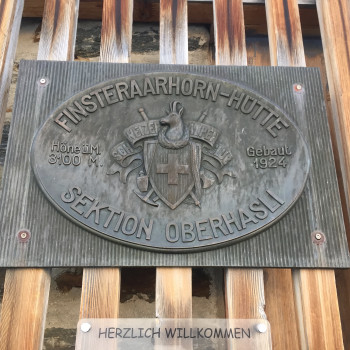 FINSTERAARHORN-HÜTTE
Höhe ü.M.
3100 M.
Gebaut
1924
SEKTION OBERHASLI
HERZLICH WILLKOMMEN